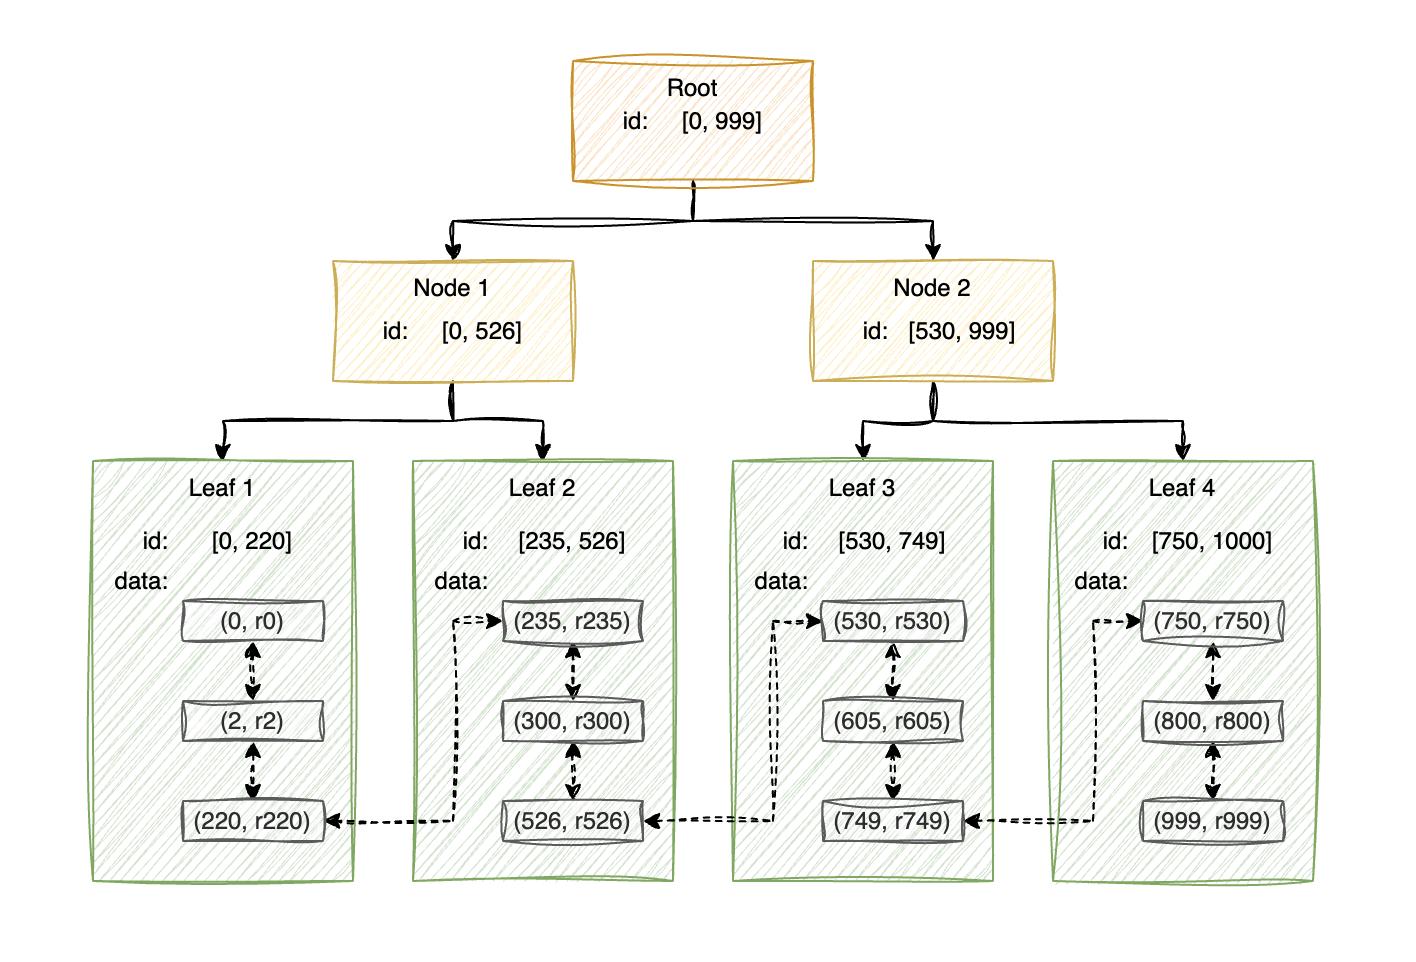 Root
id: [0, 999]
Node 1
id: [0, 526]
Node 2
id: [530, 999]
Leaf 1
id: [0, 220]
data:
(0, r0)
(2, r2)
(220, r220)
Leaf 2
id: [235, 526]
data:
(235, r235)
(300, r300)
(526, r526)
Leaf 3
id: [530, 749]
data:
(530, r530)
(605, r605)
(749, r749)
Leaf 4
id: [750, 1000]
data:
(750, r750)
(800, r800)
(999, r999)